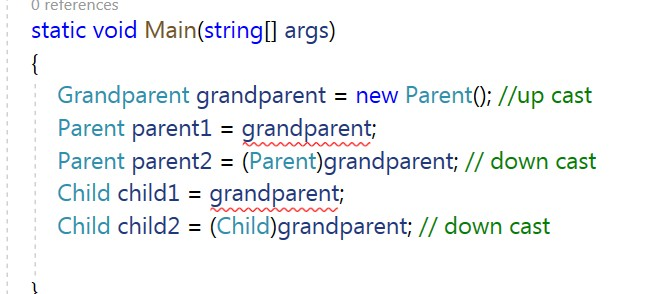 0 references
static void Main(string[] args)
{
Grandparent grandparent = new Parent(); //up cast
Parent parent1 = grandparent;
Parent parent2 = (Parent)grandparent; // down cast
Child child1 = grandparent;
Child child2 = (Child)grandparent; // down cast
}